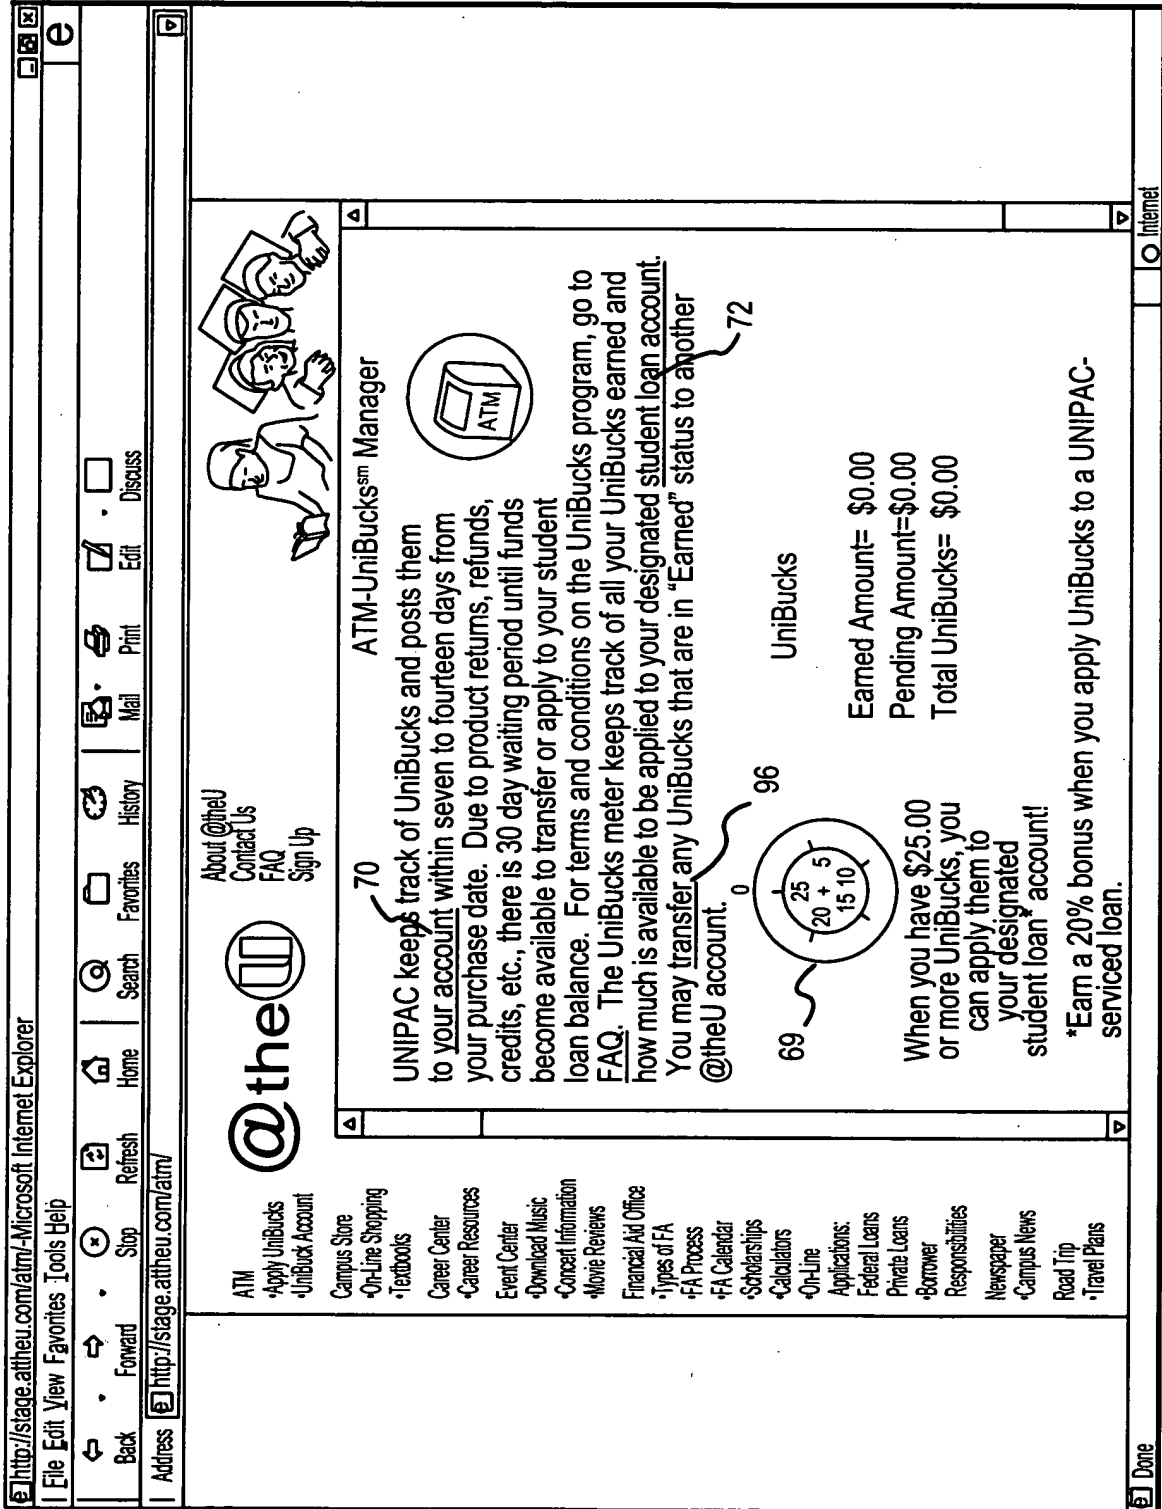 http://stage.attheu.com/atm/-Microsoft Internet Explorer
File Edit View Favorites Tools Help
Back Forward Stop Refresh Home Search Favorites History Mail Print Edit Discuss
Address http://stage.attheu.com/atm/
@theU
About @theU
Contact Us
FAQ
Sign Up
ATM
•Apply UniBucks
•UniBuck Account
Campus Store
•On-Line Shopping
•Textbooks
Career Center
•Career Resources
Event Center
•Download Music
•Concert Information
•Movie Reviews
Financial Aid Office
•Types of FA
•FA Process
•FA Calendar
•Scholarships
•Calculators
•On-Line
Applications:
Federal Loans
Private Loans
•Borrower
Responsibilities
Newspaper
•Campus News
Road Trip
•Travel Plans
ATM-UniBucks℠ Manager
70
UNIPAC keeps track of UniBucks and posts them
to your account within seven to fourteen days from
your purchase date. Due to product returns, refunds,
credits, etc., there is 30 day waiting period until funds
become available to transfer or apply to your student
loan balance. For terms and conditions on the UniBucks program, go to
FAQ. The UniBucks meter keeps track of all your UniBucks earned and
how much is available to be applied to your designated student loan account.
You may transfer any UniBucks that are in "Earned" status to another
@theU account.
ATM
72
96
69
0
25 5
20 + 
15 10
UniBucks
When you have $25.00
or more UniBucks, you
can apply them to
your designated
student loan* account!
Earned Amount= $0.00
Pending Amount=$0.00
Total UniBucks= $0.00
*Earn a 20% bonus when you apply UniBucks to a UNIPAC-
serviced loan.
Done
Internet